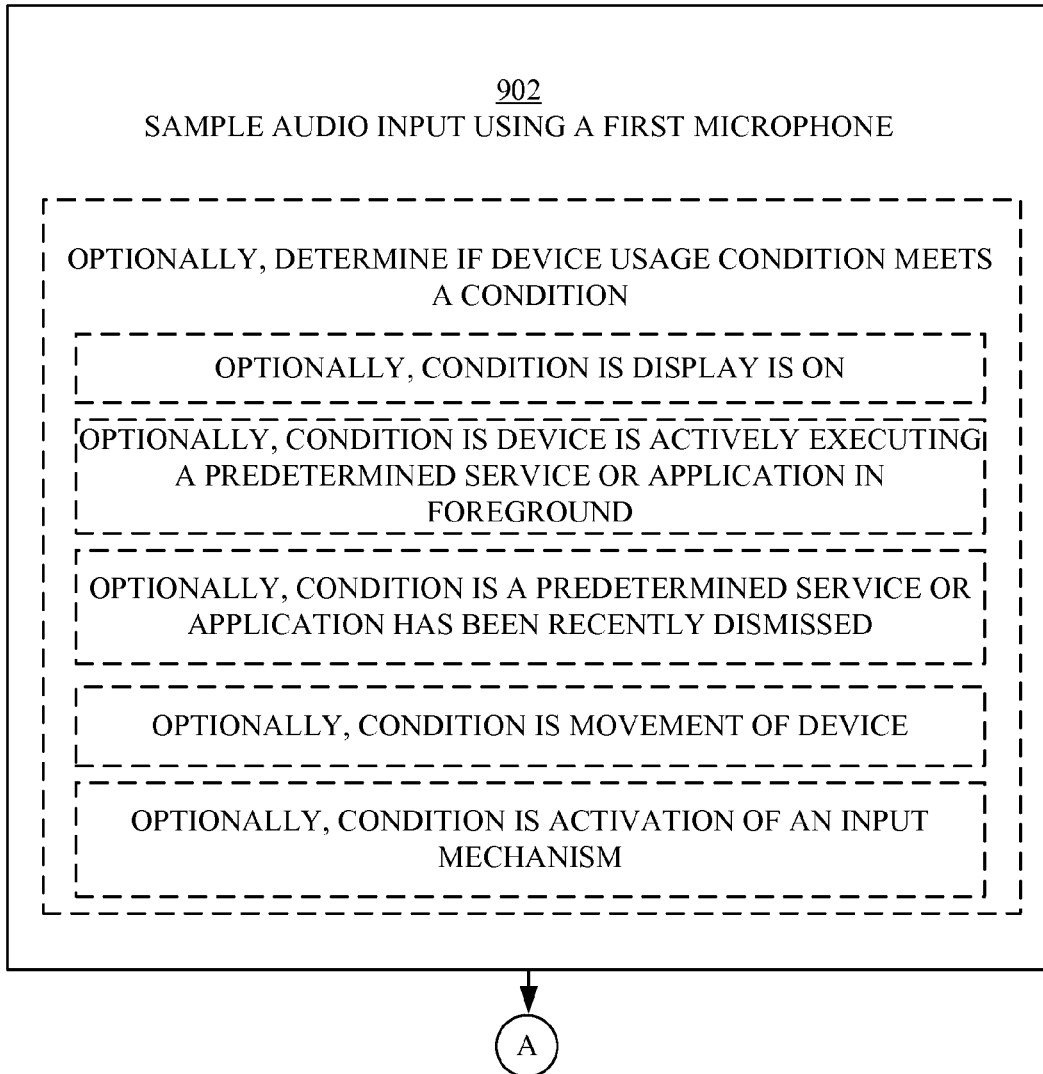 902
SAMPLE AUDIO INPUT USING A FIRST MICROPHONE
OPTIONALLY, DETERMINE IF DEVICE USAGE CONDITION MEETS
A CONDITION
OPTIONALLY, CONDITION IS DISPLAY IS ON
OPTIONALLY, CONDITION IS DEVICE IS ACTIVELY EXECUTING
A PREDETERMINED SERVICE OR APPLICATION IN
FOREGROUND
OPTIONALLY, CONDITION IS A PREDETERMINED SERVICE OR
APPLICATION HAS BEEN RECENTLY DISMISSED
OPTIONALLY, CONDITION IS MOVEMENT OF DEVICE
OPTIONALLY, CONDITION IS ACTIVATION OF AN INPUT
MECHANISM
A